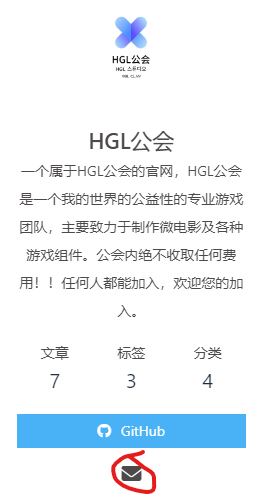 HGL公会
HGL 스튜디오
HGL CLAN
HGL公会
一个属于HGL公会的官网，HGL公会
是一个我的世界的公益性的专业游戏
团队，主要致力于制作微电影及各种
游戏组件。公会内绝不收取任何费
用！！任何人都能加入，欢迎您的加
入。
文章 标签 分类
7 3 4
GitHub